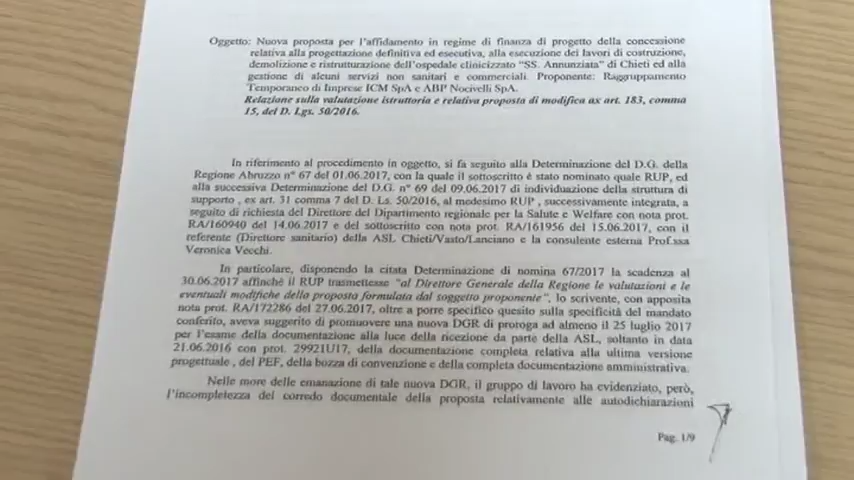 Oggetto: Nuova proposta per l'affidamento in regime di finanza di progetto della concessione
relativa alla progettazione definitiva ed esecutiva, alla esecuzione dei lavori di costruzione,
demolizione e ristrutturazione dell'ospedale clinicizzato “SS. Annunziata” di Chieti ed alla
gestione di alcuni servizi non sanitari e commerciali. Proponente: Raggruppamento
Temporaneo di Imprese ICM SpA e ABP Nocivelli SpA.
Relazione sulla valutazione istruttoria e relativa proposta di modifica ax art. 183, comma
15, del D. Lgs. 50/2016.
In riferimento al procedimento in oggetto, si fa seguito alla Determinazione del D.G. della
Regione Abruzzo n° 67 del 01.06.2017, con la quale il sottoscritto è stato nominato quale RUP, ed
alla successiva Determinazione del D.G. n° 69 del 09.06.2017 di individuazione della struttura di
supporto , ex art. 31 comma 7 del D. Ls. 50/2016, al modesimo RUP , successivamente integrata, a
seguito di richiesta del Direttore del Dipartimento regionale per la Salute e Welfare con nota prot.
RA/160940 del 14.06.2017 e del sottoscritto con nota prot. RA/161956 del 15.06.2017, con il
referente (Direttore sanitario) della ASL Chieti/Vasto/Lanciano e la consulente esterna Prof.ssa
Veronica Vecchi.
In particolare, disponendo la citata Determinazione di nomina 67/2017 la scadenza al
30.06.2017 affinché il RUP trasmettesse “al Direttore Generale della Regione le valutazioni e le
eventuali modifiche della proposta formulata dal soggetto proponente”, lo scrivente, con apposita
nota prot. RA/172286 del 27.06.2017, oltre a porre specifico quesito sulla specificità del mandato
conferito, aveva suggerito di promuovere una nuova DGR di proroga ad almeno il 25 luglio 2017
per l'esame della documentazione alla luce della ricezione da parte della ASL, soltanto in data
21.06.2016 con prot. 29921U17, della documentazione completa relativa alla ultima versione
progettuale , del PEF, della bozza di convenzione e della completa documentazione amministrativa.
Nelle more delle emanazione di tale nuova DGR, il gruppo di lavoro ha evidenziato, però,
l'incompletezza del corredo documentale della proposta relativamente alle autodichiarazioni
Pag. 1/9